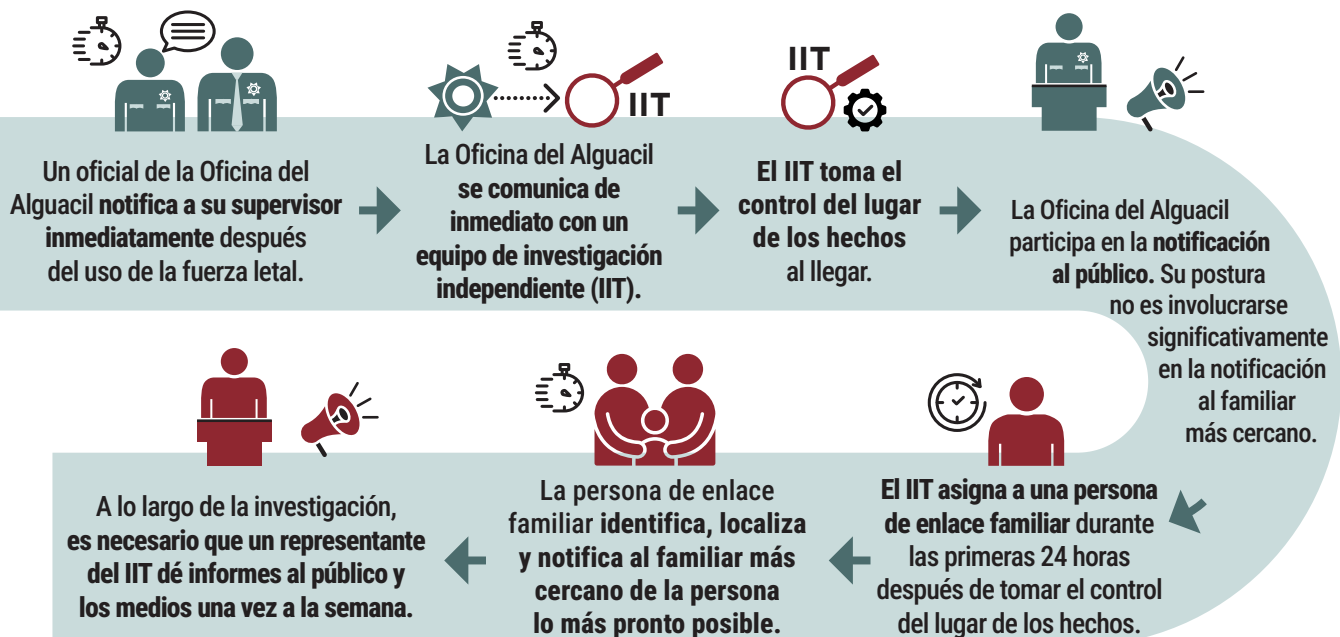 IIT
IIT
Un oficial de la Oficina del
Alguacil notifica a su supervisor
inmediatamente después
del uso de la fuerza letal.
La Oficina del Alguacil
se comunica de
inmediato con un
equipo de investigación
independiente (IIT).
El IIT toma el
control del lugar
de los hechos
al llegar.
La Oficina del Alguacil
participa en la notificación
al público. Su postura
no es involucrarse
significativamente
en la notificación
al familiar
más cercano.
El IIT asigna a una persona
de enlace familiar durante
las primeras 24 horas
después de tomar el control
del lugar de los hechos.
La persona de enlace
familiar identifica, localiza
y notifica al familiar más
cercano de la persona
lo más pronto posible.
A lo largo de la investigación,
es necesario que un representante
del IIT dé informes al público y
los medios una vez a la semana.